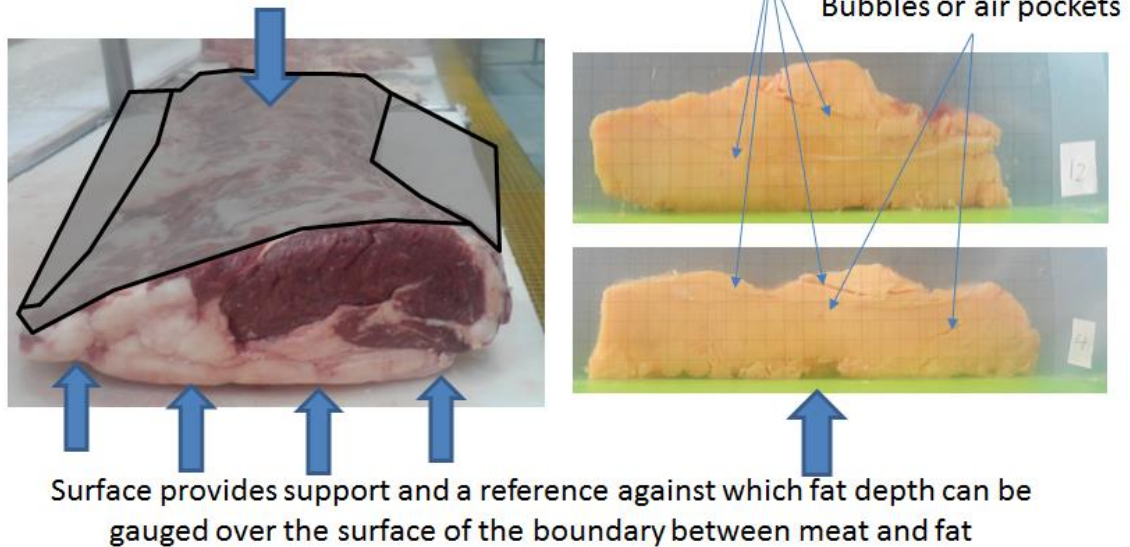 Bubbles or air pockets
12
4
Surface provides support and a reference against which fat depth can be
gauged over the surface of the boundary between meat and fat